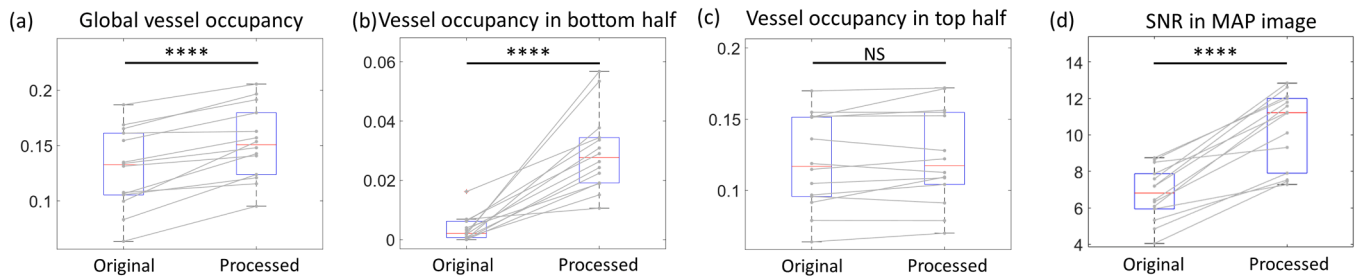 (a) Global vessel occupancy
****
0.2
0.15
0.1
Original Processed
(b) Vessel occupancy in bottom half
****
0.06
0.04
0.02
0
Original Processed
(c) Vessel occupancy in top half
NS
0.2
0.15
0.1
Original Processed
(d) SNR in MAP image
****
14
12
10
8
6
4
Original Processed